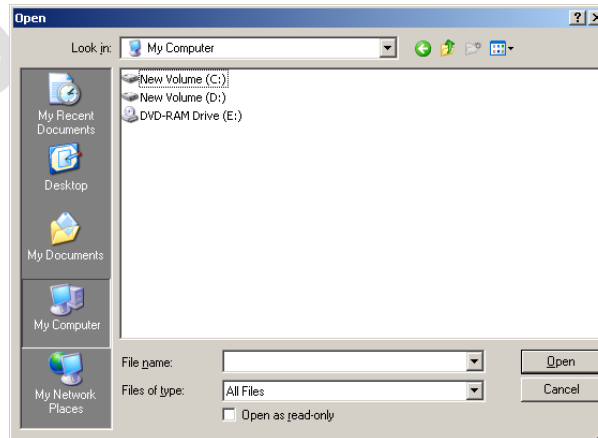 Open
Look in: My Computer
New Volume (C:)
New Volume (D:)
DVD-RAM Drive (E:)
My Recent
Documents
Desktop
My Documents
My Computer
My Network
Places
File name: Open
Files of type: All Files Cancel
Open as read-only